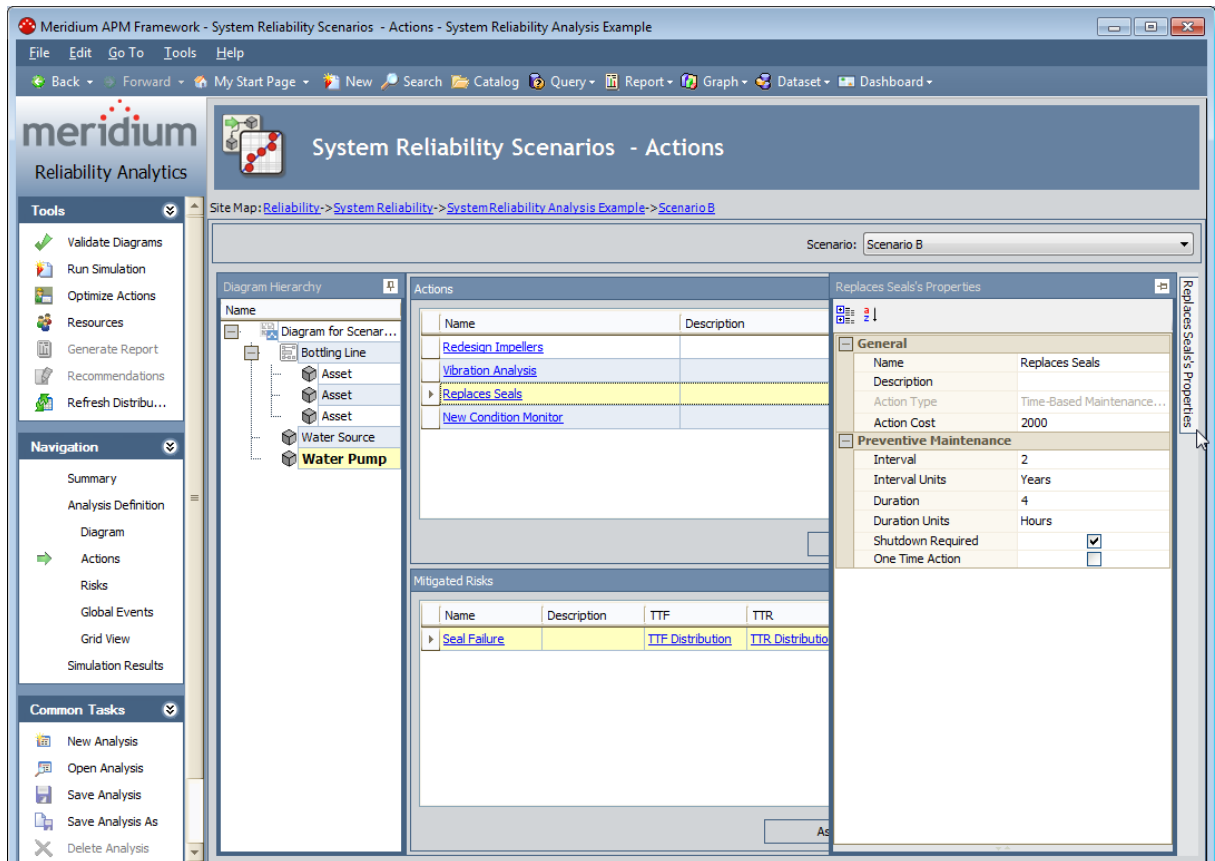 Meridium APM Framework - System Reliability Scenarios - Actions - System Reliability Analysis Example
File Edit Go To Tools Help
Back Forward My Start Page New Search Catalog Query Report Graph Dataset Dashboard
meridium
Reliability Analytics
System Reliability Scenarios - Actions
Site Map: Reliability->System Reliability->System Reliability Analysis Example->Scenario B
Scenario: Scenario B
Tools
Validate Diagrams
Run Simulation
Optimize Actions
Resources
Generate Report
Recommendations
Refresh Distribu...
Navigation
Summary
Analysis Definition
Diagram
Actions
Risks
Global Events
Grid View
Simulation Results
Common Tasks
New Analysis
Open Analysis
Save Analysis
Save Analysis As
Delete Analysis
Diagram Hierarchy
Name
Diagram for Scenar...
Bottling Line
Asset
Asset
Asset
Water Source
Water Pump
Actions
Name Description
Redesign Impellers
Vibration Analysis
Replaces Seals
New Condition Monitor
Mitigated Risks
Name Description TTF TTR
Seal Failure TTF Distribution TTR Distributio
As
Replaces Seals's Properties
General
Name Replaces Seals
Description
Action Type Time-Based Maintenance...
Action Cost 2000
Preventive Maintenance
Interval 2
Interval Units Years
Duration 4
Duration Units Hours
Shutdown Required
One Time Action
Replaces Seals's Properties